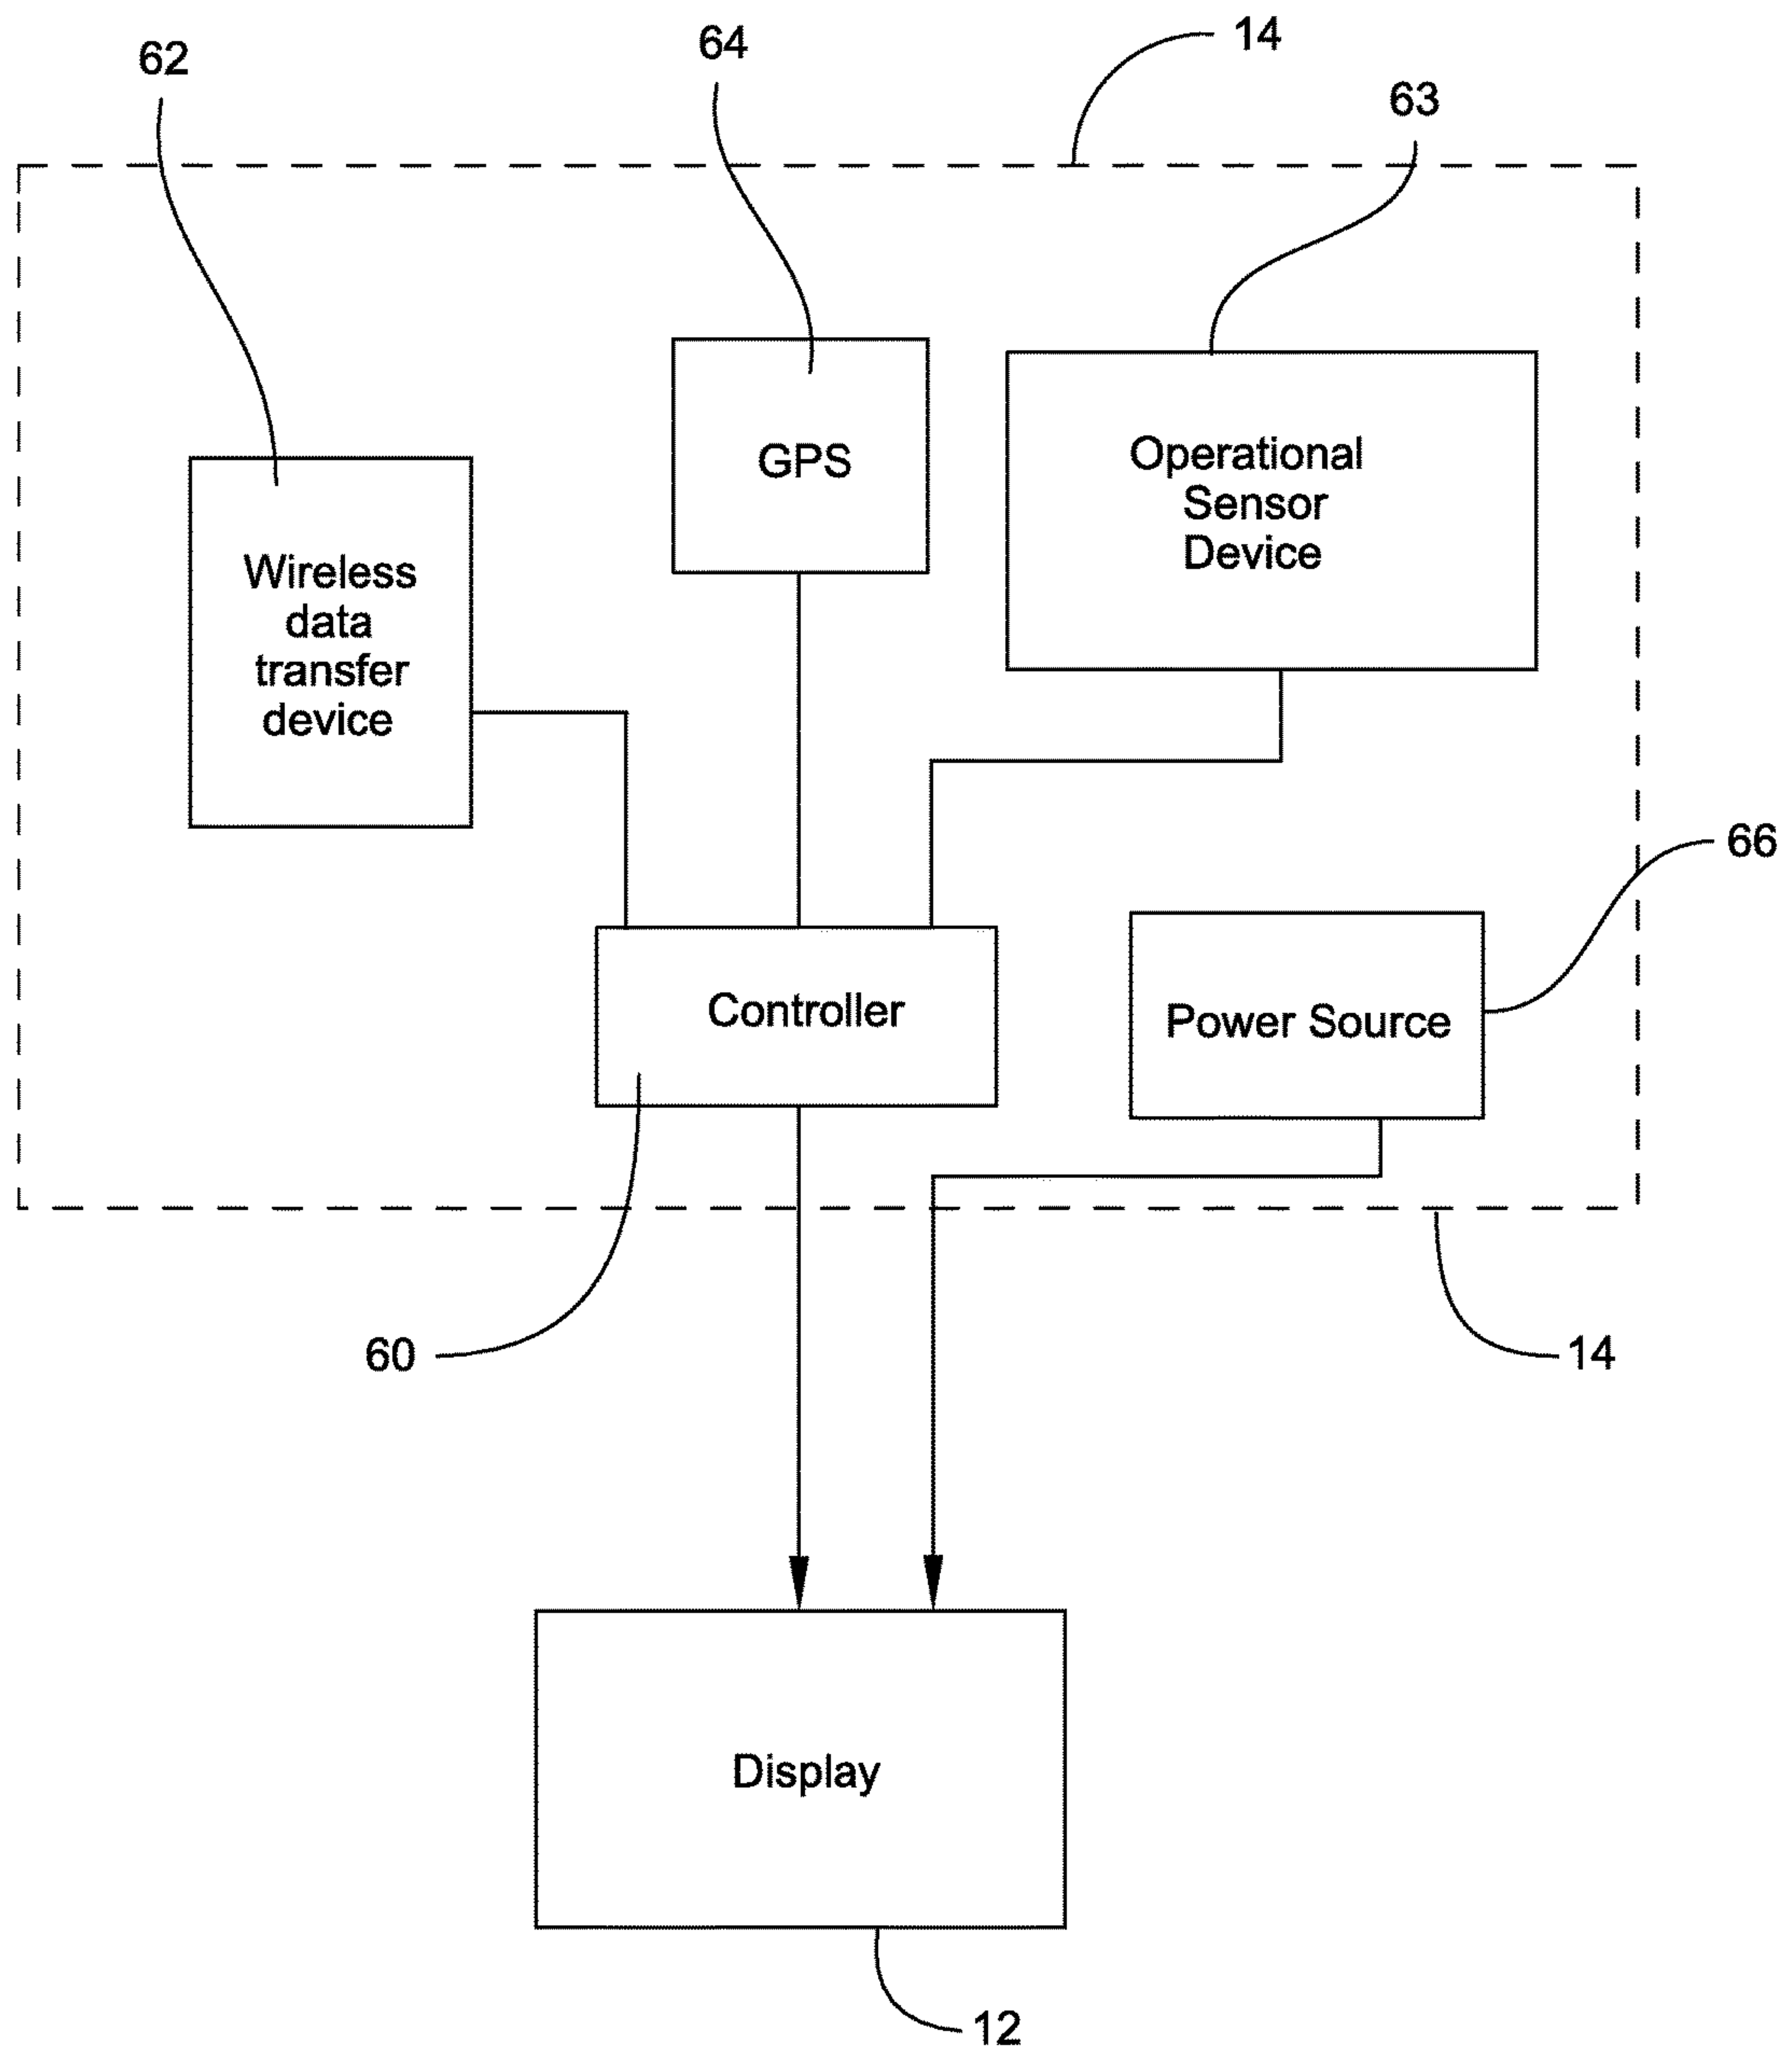 14
64
62
63
GPS
Operational
Sensor
Device
Wireless
data
transfer
device
66
Controller
Power Source
60
14
Display
12